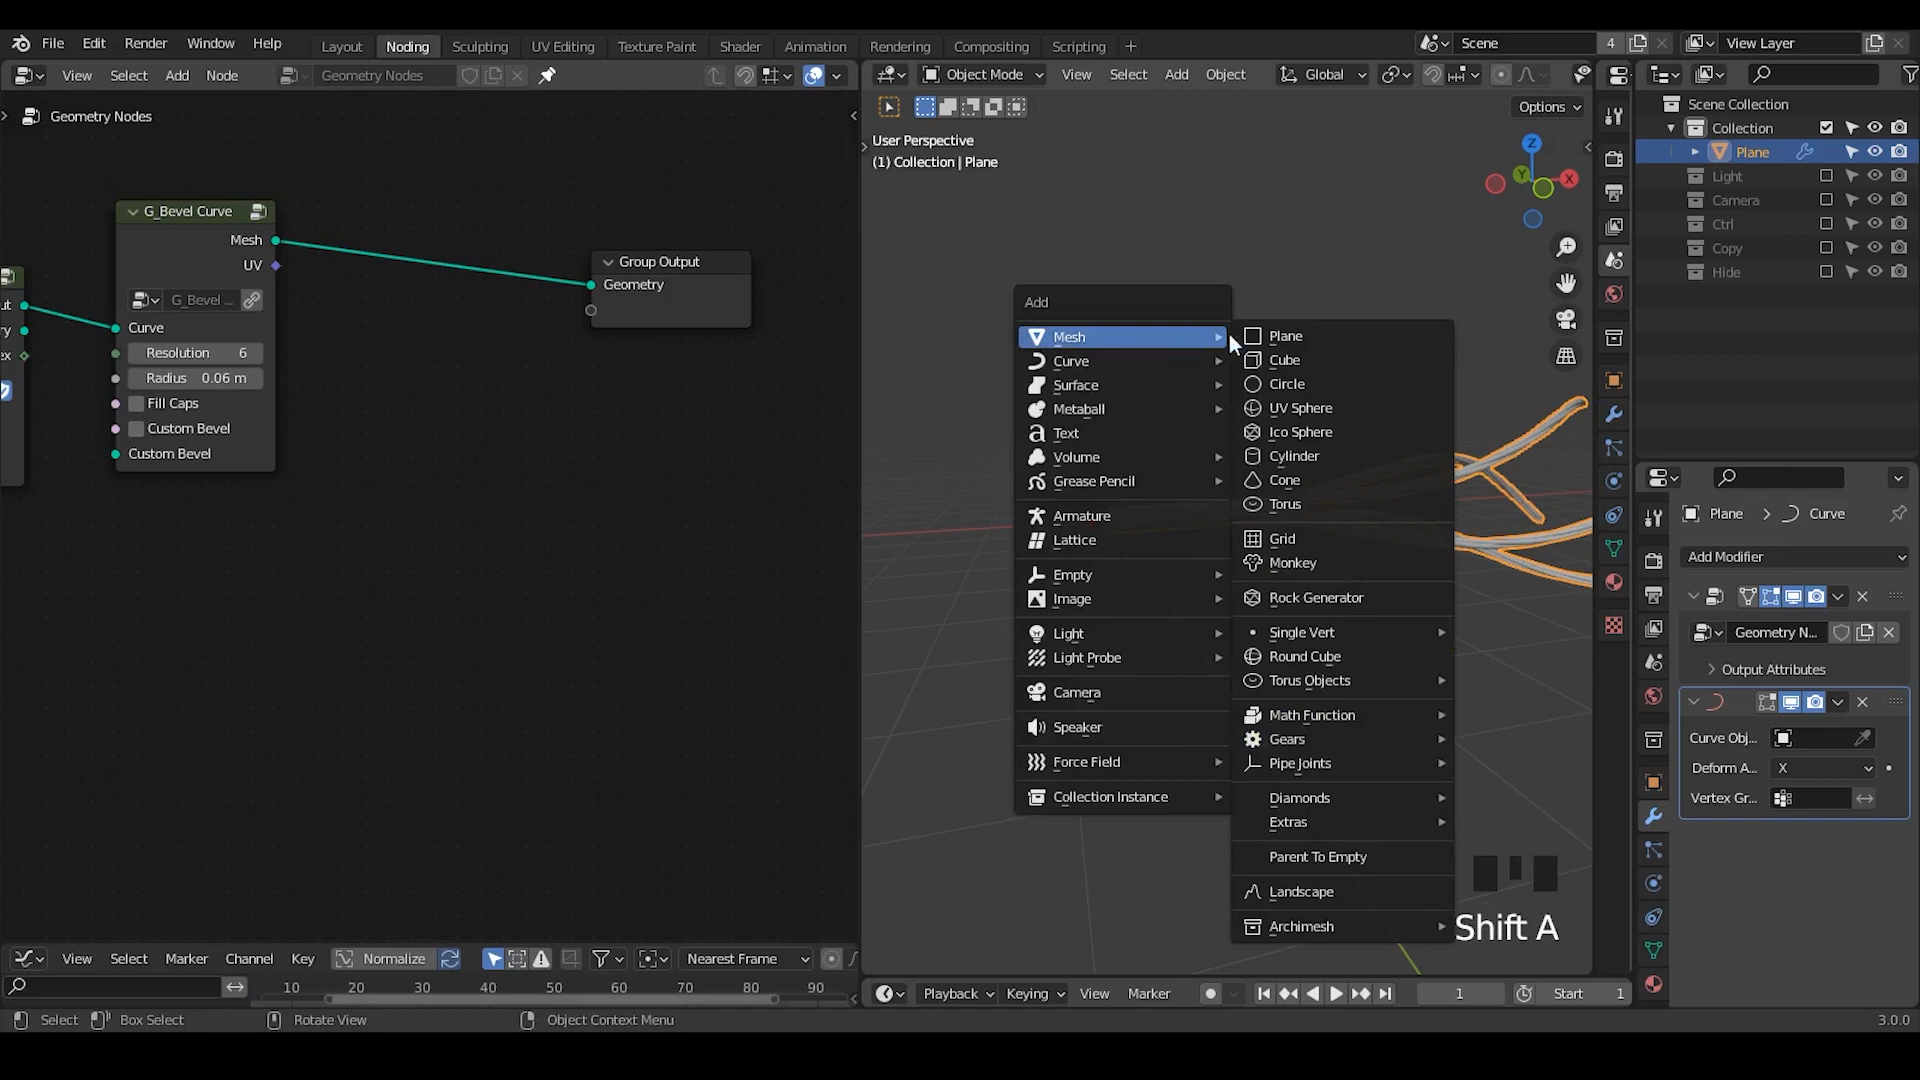 File Edit Render Window Help
Layout Noding Sculpting UV Editing Texture Paint Shader Animation Rendering Compositing Scripting +
Scene 4
View Layer
View Select Add Node
Geometry Nodes
Object Mode View Select Add Object
Global
Options
Geometry Nodes
User Perspective
(1) Collection | Plane
Z
Y
X
G_Bevel Curve
Mesh
UV
G_Bevel ...
Curve
Resolution 6
Radius 0.06 m
Fill Caps
Custom Bevel
Custom Bevel
Group Output
Geometry
Add
Mesh
Curve
Surface
Metaball
Text
Volume
Grease Pencil
Armature
Lattice
Empty
Image
Light
Light Probe
Camera
Speaker
Force Field
Collection Instance
Plane
Cube
Circle
UV Sphere
Ico Sphere
Cylinder
Cone
Torus
Grid
Monkey
Rock Generator
Single Vert
Round Cube
Torus Objects
Math Function
Gears
Pipe Joints
Diamonds
Extras
Parent To Empty
Landscape
Archimesh
Shift A
Scene Collection
Collection
Plane
Light
Camera
Ctrl
Copy
Hide
Plane > Curve
Add Modifier
Geometry N...
Output Attributes
Curve Obj...
Deform A... X
Vertex Gr...
View Select Marker Channel Key Normalize
Nearest Frame
10 20 30 40 50 60 70 80 90
Playback Keying View Marker
1 Start 1
Select Box Select Rotate View Object Context Menu
3.0.0